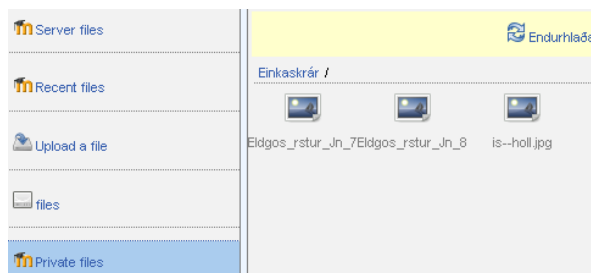 Server files
Recent files
Upload a file
files
Private files
Endurhlaða
Einkaskrár /
Eldgos_rstur_Jn_7
Eldgos_rstur_Jn_8
is--holl.jpg